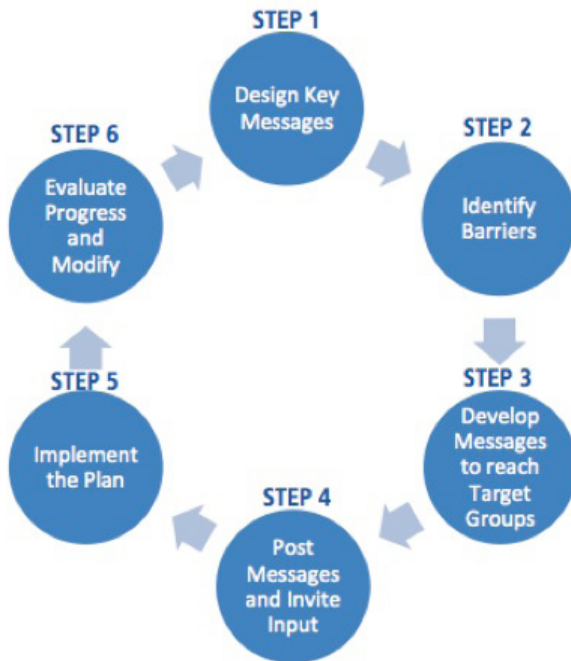 STEP 1
Design Key
Messages
STEP 2
Identify
Barriers
STEP 3
Develop
Messages
to reach
Target
Groups
STEP 4
Post
Messages
and Invite
Input
STEP 5
Implement
the Plan
STEP 6
Evaluate
Progress
and
Modify